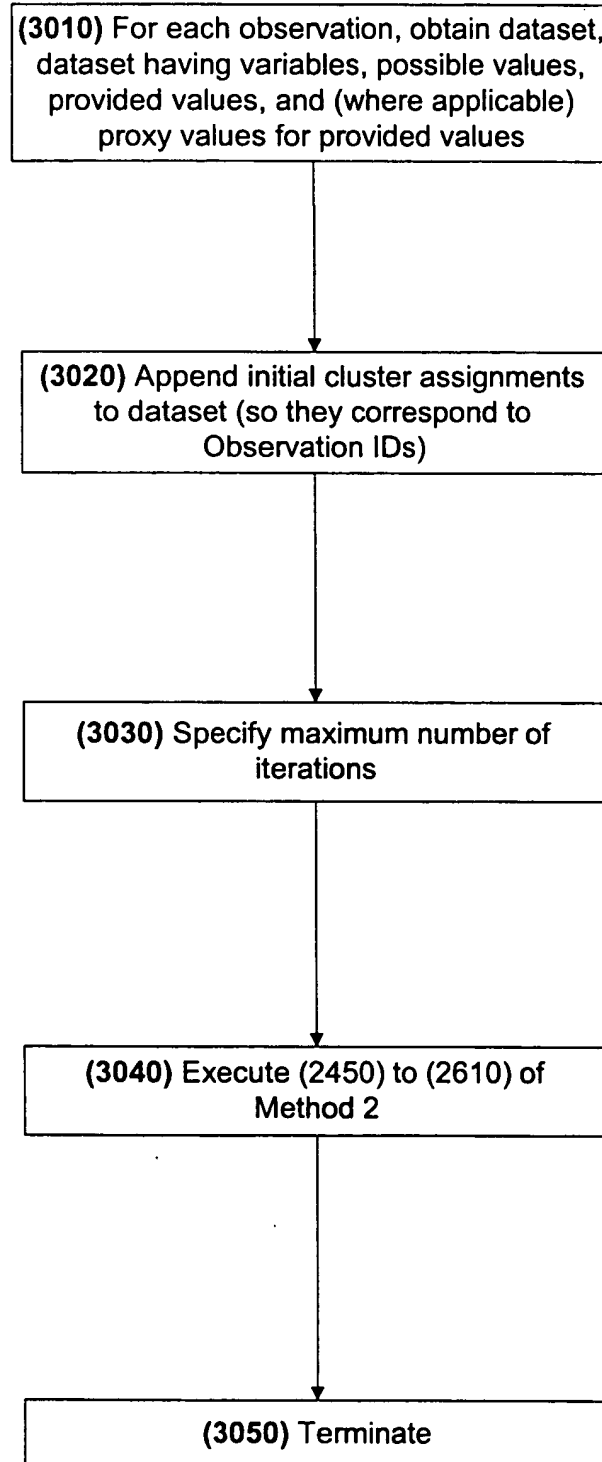 (3010) For each observation, obtain dataset,
dataset having variables, possible values,
provided values, and (where applicable)
proxy values for provided values
(3020) Append initial cluster assignments
to dataset (so they correspond to
Observation IDs)
(3030) Specify maximum number of
iterations
(3040) Execute (2450) to (2610) of
Method 2
(3050) Terminate